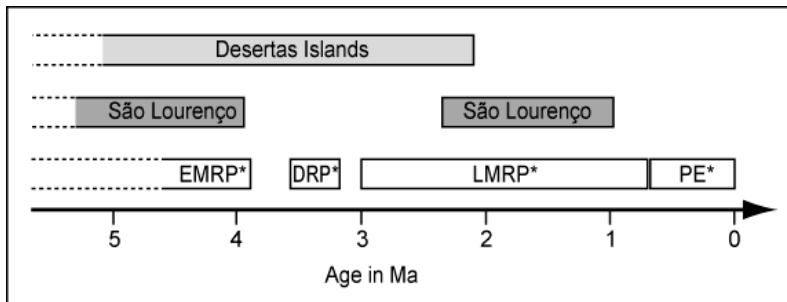 Desertas Islands
São Lourenço São Lourenço
EMRP* DRP* LMRP* PE*
5 4 3 2 1 0
Age in Ma